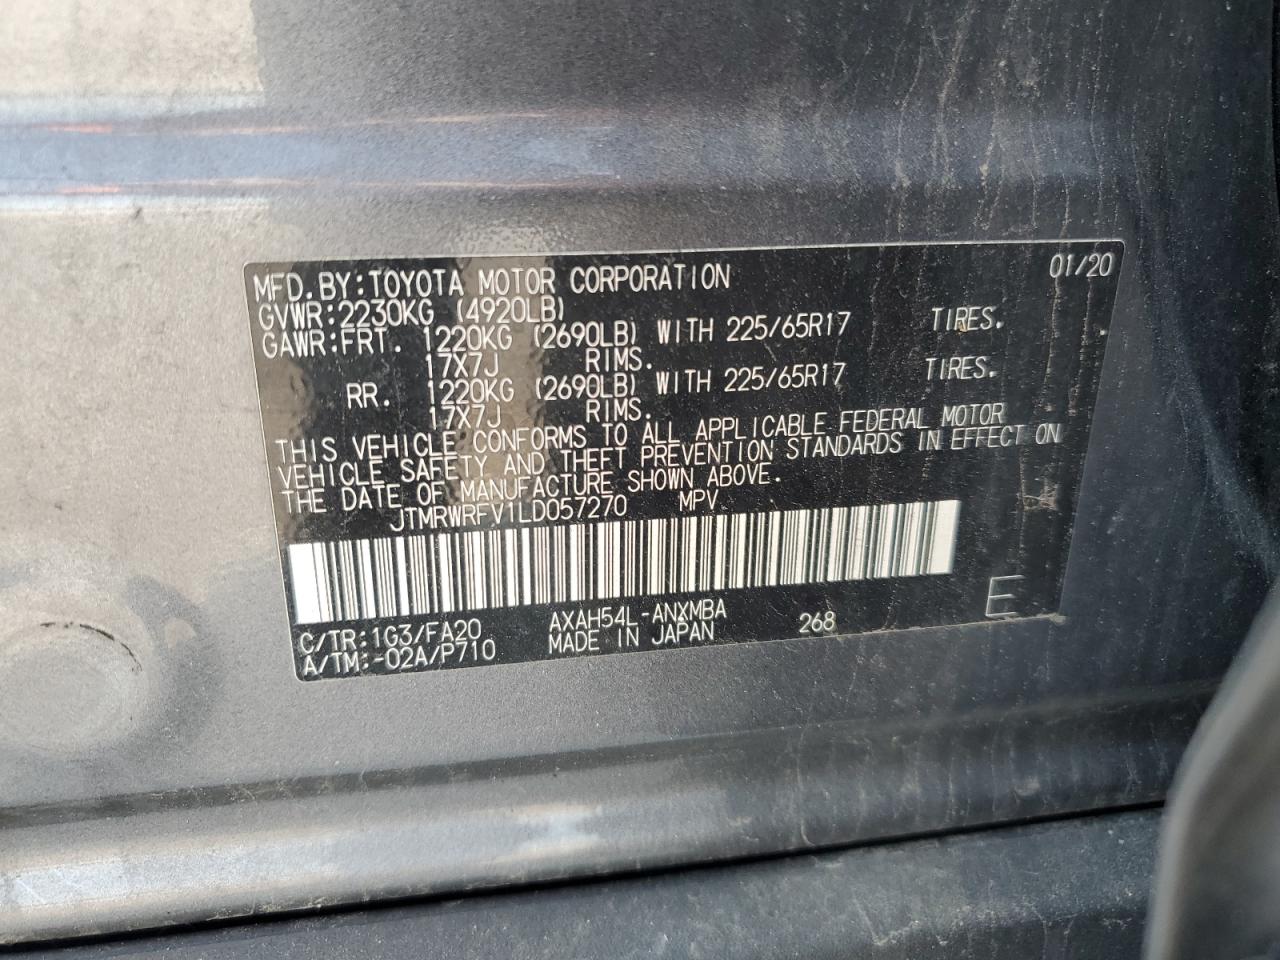 MFD.BY:TOYOTA MOTOR CORPORATION 01/20
GVWR:2230KG (4920LB)
GAWR:FRT. 1220KG (2690LB) WITH 225/65R17 TIRES.
17X7J RIMS.
RR. 1220KG (2690LB) WITH 225/65R17 TIRES.
17X7J RIMS.
THIS VEHICLE CONFORMS TO ALL APPLICABLE FEDERAL MOTOR
VEHICLE SAFETY AND THEFT PREVENTION STANDARDS IN EFFECT ON
THE DATE OF MANUFACTURE SHOWN ABOVE.
JTMRWRFV1LD057270 MPV
C/TR:1G3/FA20 AXAH54L-ANXMBA 268 E
A/TM:-02A/P710 MADE IN JAPAN